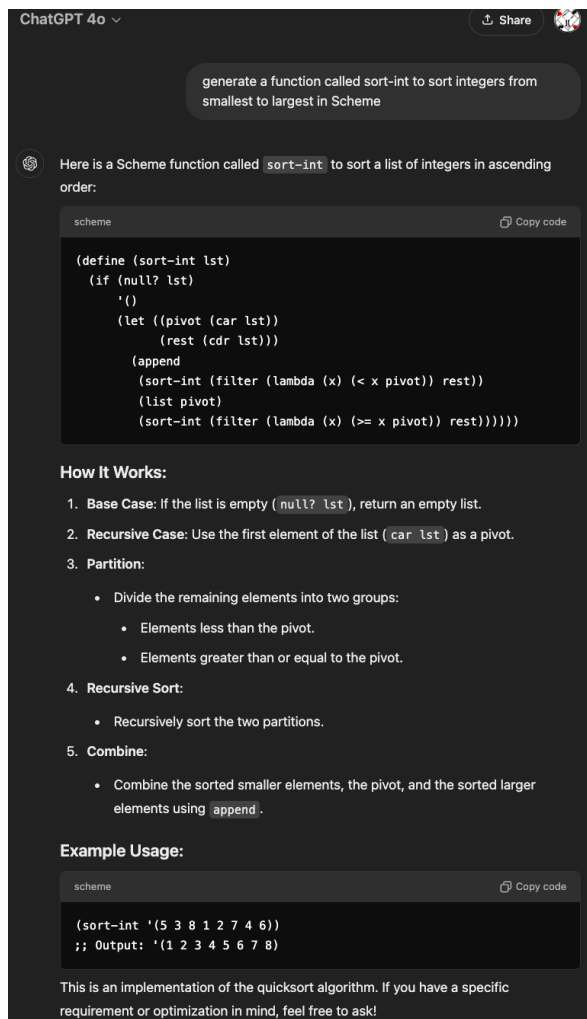 ChatGPT 4o
Share
generate a function called sort-int to sort integers from
smallest to largest in Scheme
Here is a Scheme function called sort-int to sort a list of integers in ascending
order:
scheme
Copy code
(define (sort-int lst)
  (if (null? lst)
      '()
      (let ((pivot (car lst))
            (rest (cdr lst)))
        (append
         (sort-int (filter (lambda (x) (< x pivot)) rest))
         (list pivot)
         (sort-int (filter (lambda (x) (>= x pivot)) rest))))))
How It Works:
1. Base Case: If the list is empty ( null? lst ), return an empty list.
2. Recursive Case: Use the first element of the list ( car lst ) as a pivot.
3. Partition:
• Divide the remaining elements into two groups:
• Elements less than the pivot.
• Elements greater than or equal to the pivot.
4. Recursive Sort:
• Recursively sort the two partitions.
5. Combine:
• Combine the sorted smaller elements, the pivot, and the sorted larger
elements using append .
Example Usage:
scheme
Copy code
(sort-int '(5 3 8 1 2 7 4 6))
;; Output: '(1 2 3 4 5 6 7 8)
This is an implementation of the quicksort algorithm. If you have a specific
requirement or optimization in mind, feel free to ask!